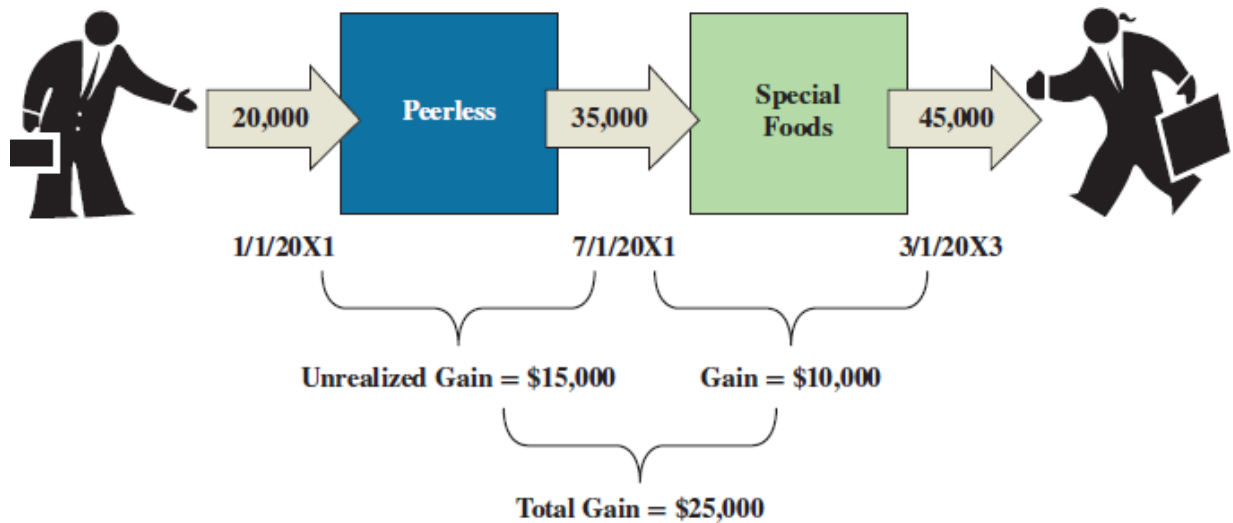 20,000
Peerless
35,000
Special
Foods
45,000
1/1/20X1
7/1/20X1
3/1/20X3
Unrealized Gain = $15,000
Gain = $10,000
Total Gain = $25,000